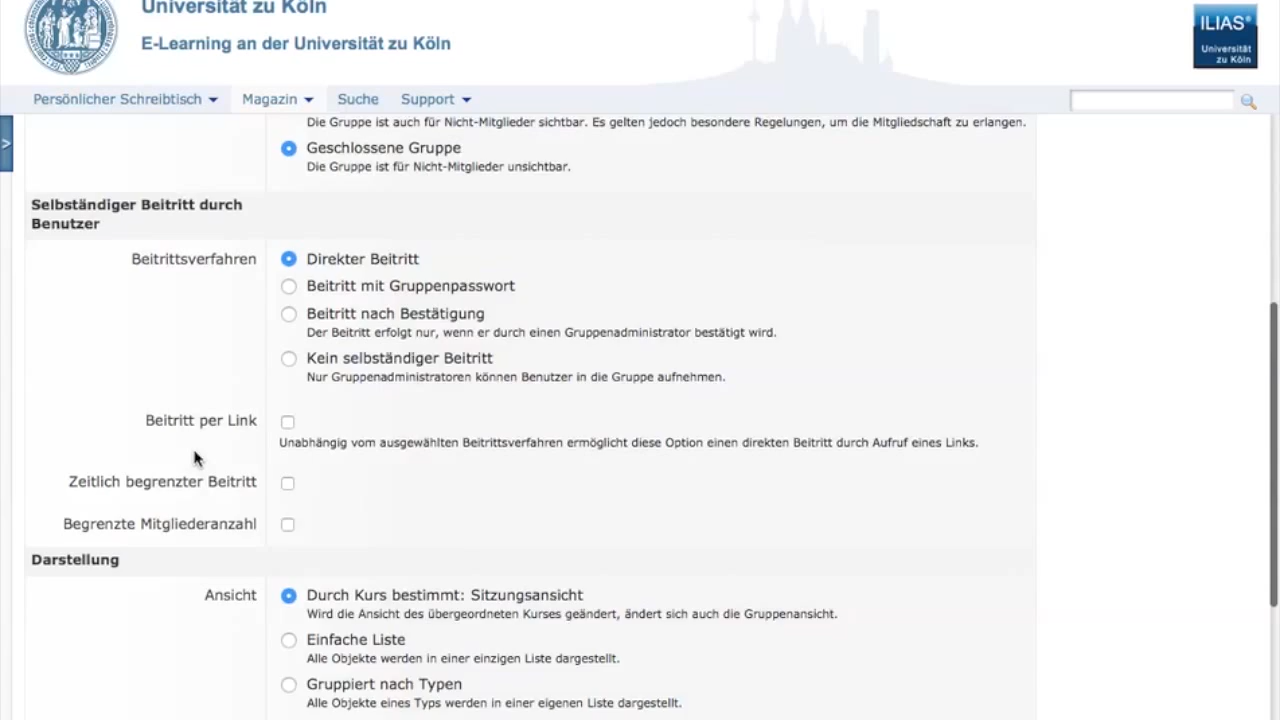 Universität zu Köln
E-Learning an der Universität zu Köln
ILIAS®
Universität
zu Köln
Persönlicher Schreibtisch Magazin Suche Support
>
Die Gruppe ist auch für Nicht-Mitglieder sichtbar. Es gelten jedoch besondere Regelungen, um die Mitgliedschaft zu erlangen.
Geschlossene Gruppe
Die Gruppe ist für Nicht-Mitglieder unsichtbar.
Selbständiger Beitritt durch
Benutzer
Beitrittsverfahren Direkter Beitritt
Beitritt mit Gruppenpasswort
Beitritt nach Bestätigung
Der Beitritt erfolgt nur, wenn er durch einen Gruppenadministrator bestätigt wird.
Kein selbständiger Beitritt
Nur Gruppenadministratoren können Benutzer in die Gruppe aufnehmen.
Beitritt per Link
Unabhängig vom ausgewählten Beitrittsverfahren ermöglicht diese Option einen direkten Beitritt durch Aufruf eines Links.
Zeitlich begrenzter Beitritt
Begrenzte Mitgliederanzahl
Darstellung
Ansicht Durch Kurs bestimmt: Sitzungsansicht
Wird die Ansicht des übergeordneten Kurses geändert, ändert sich auch die Gruppenansicht.
Einfache Liste
Alle Objekte werden in einer einzigen Liste dargestellt.
Gruppiert nach Typen
Alle Objekte eines Typs werden in einer eigenen Liste dargestellt.